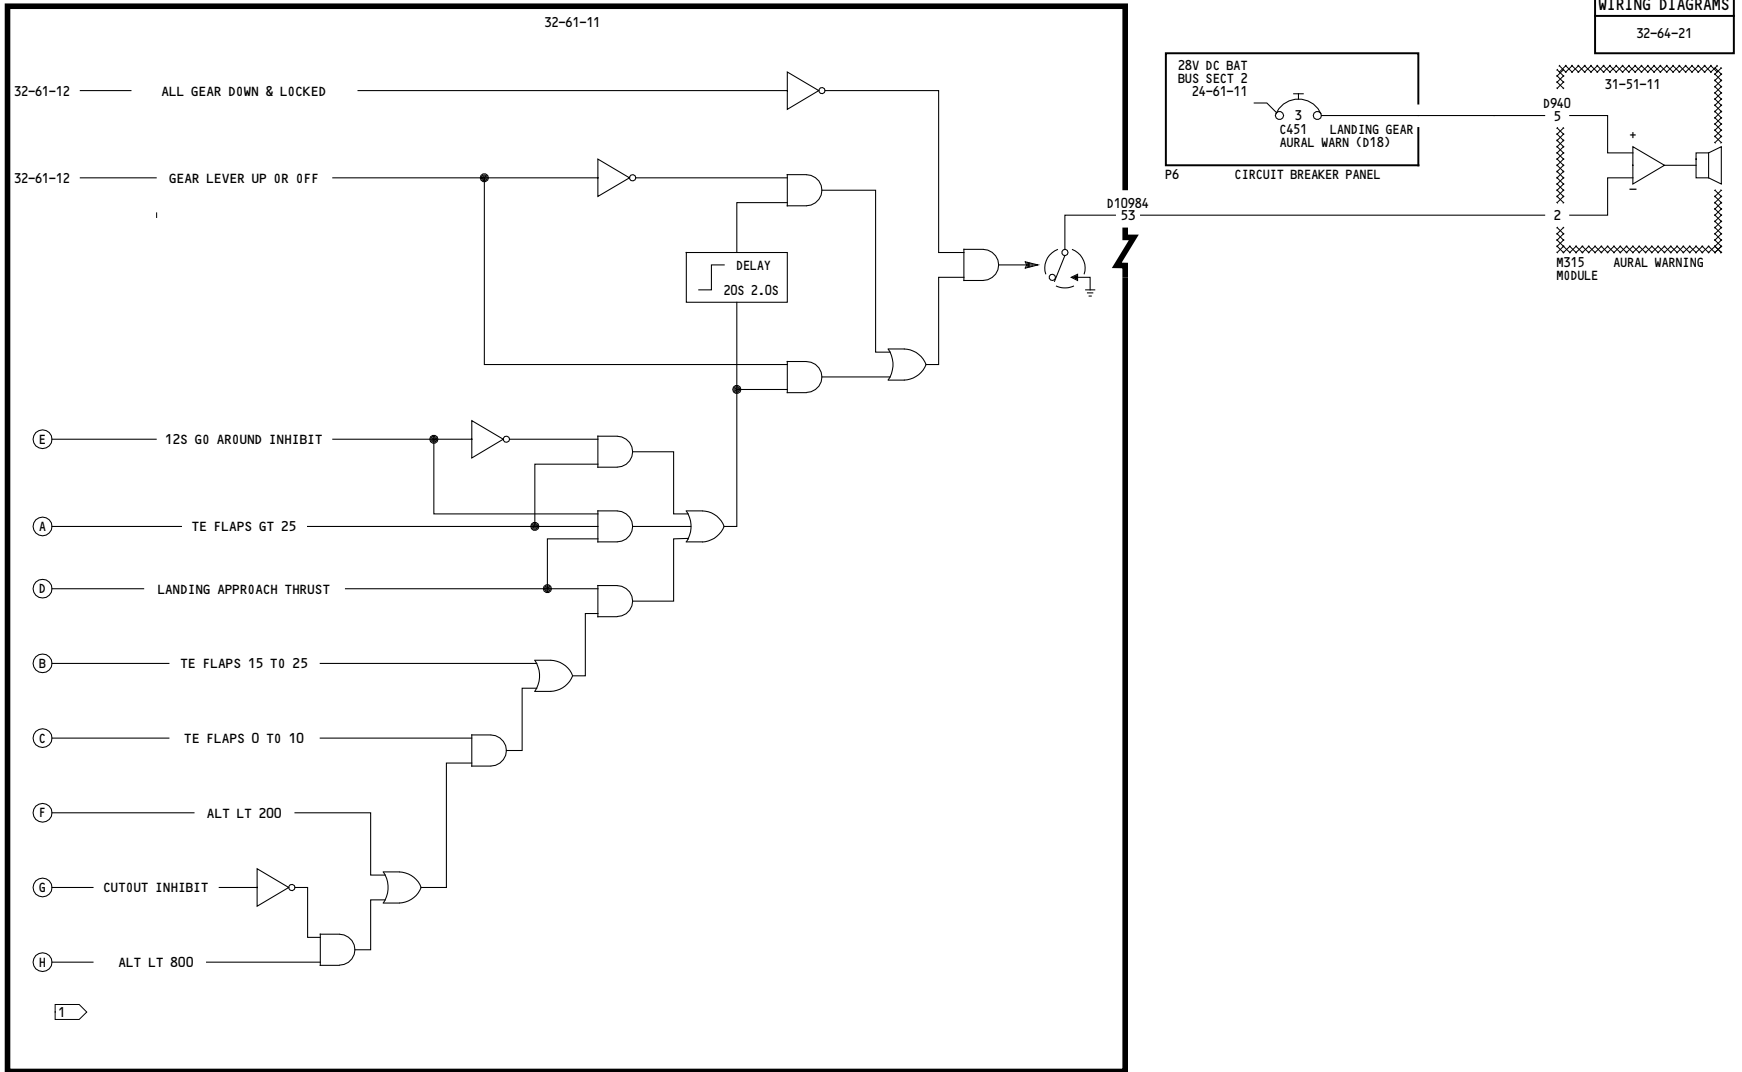 WIRING DIAGRAMS
32-64-21
32-61-11
32-61-12 ALL GEAR DOWN & LOCKED
32-61-12 GEAR LEVER UP OR OFF
DELAY
20S 2.0S
E 12S GO AROUND INHIBIT
A TE FLAPS GT 25
D LANDING APPROACH THRUST
B TE FLAPS 15 TO 25
C TE FLAPS 0 TO 10
F ALT LT 200
G CUTOUT INHIBIT
H ALT LT 800
1
28V DC BAT
BUS SECT 2
24-61-11
3
C451 LANDING GEAR
AURAL WARN (D18)
P6 CIRCUIT BREAKER PANEL
D10984
53
31-51-11
D940
5
+
−
2
M315 AURAL WARNING
MODULE